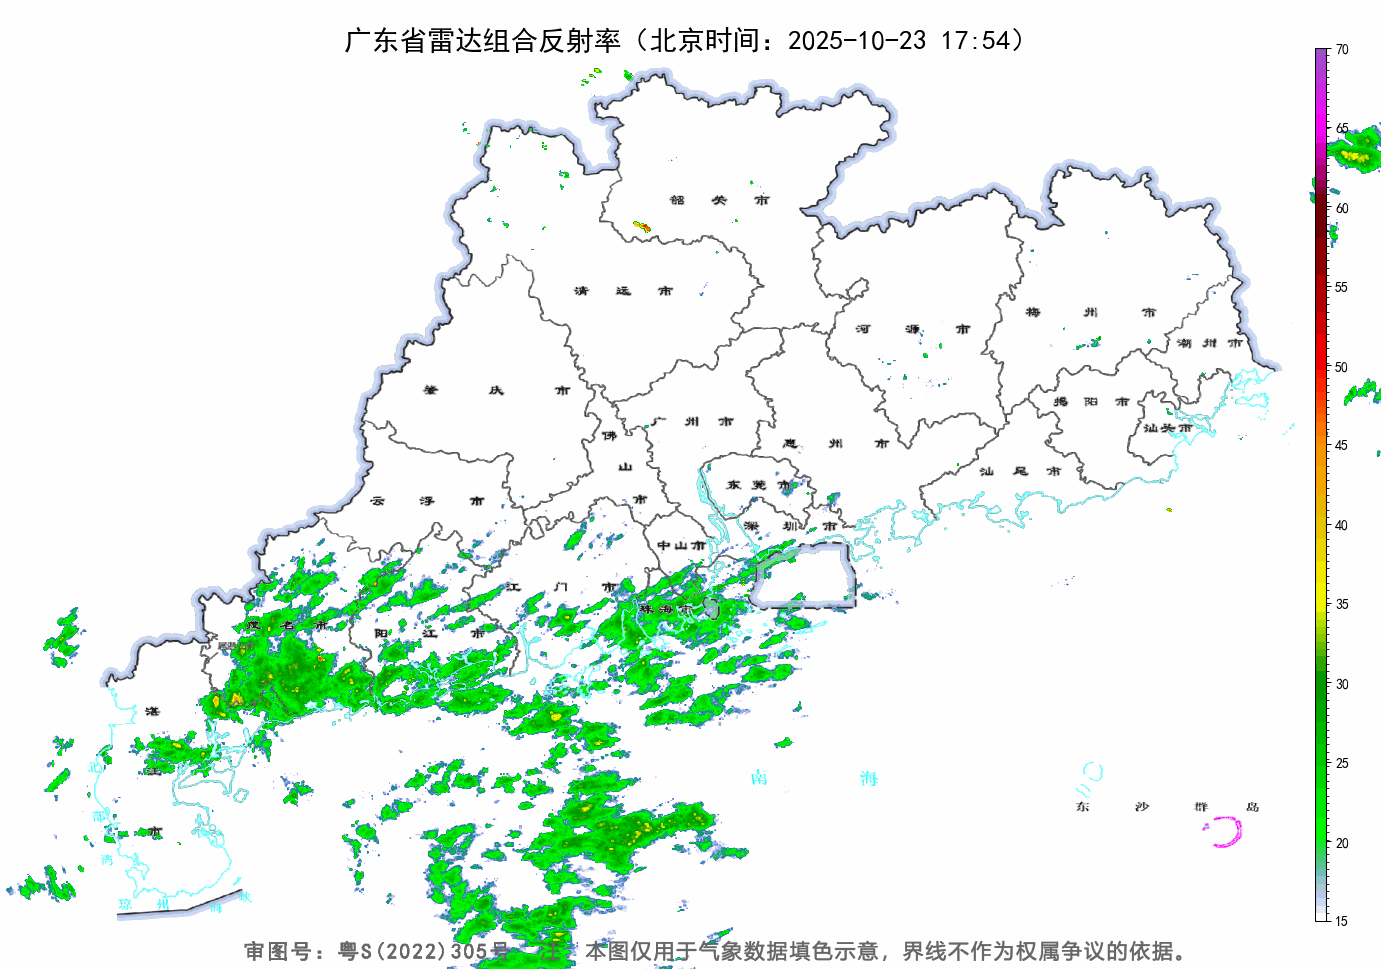 广东省雷达组合反射率（北京时间：2025-10-23 17:54）
70
65
60
55
50
45
40
35
30
25
20
15
韶关市
清远市
河源市
梅州市
潮州市
肇庆市
揭阳市
汕头市
广州市
佛山市
惠州市
汕尾市
云浮市
东莞市
深圳市
中山市
江门市
珠海市
茂名市
阳江市
湛江市
南海
东沙群岛
北部湾
琼州海峡
审图号：粤S(2022)305号 注：本图仅用于气象数据填色示意，界线不作为权属争议的依据。